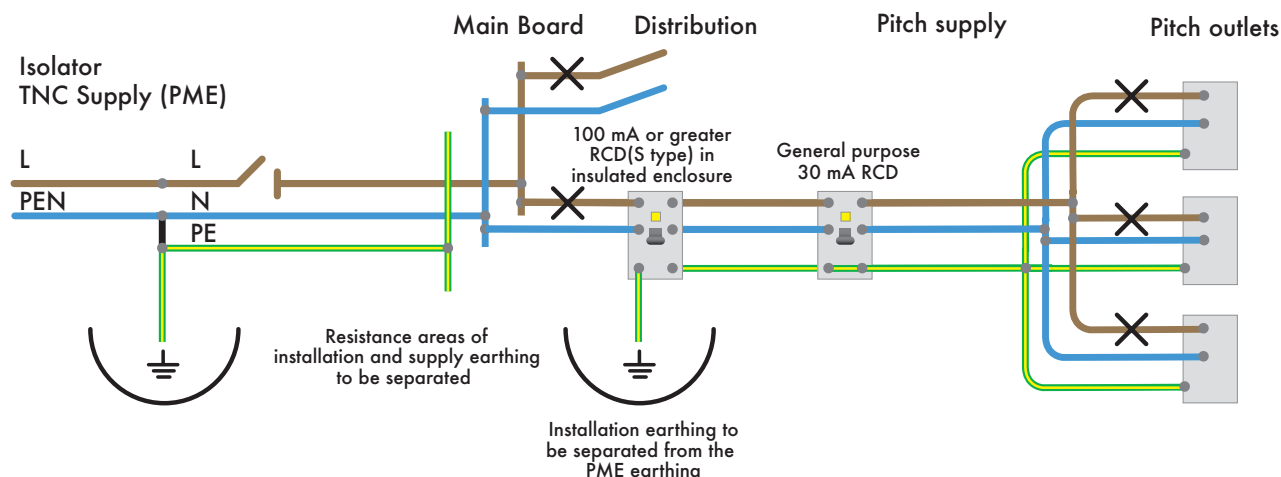 Main Board
Distribution
Pitch supply
Pitch outlets
Isolator
TNC Supply (PME)
L
L
PEN
N
PE
100 mA or greater
RCD(S type) in
insulated enclosure
General purpose
30 mA RCD
Resistance areas of
installation and supply earthing
to be separated
Installation earthing to
be separated from the
PME earthing